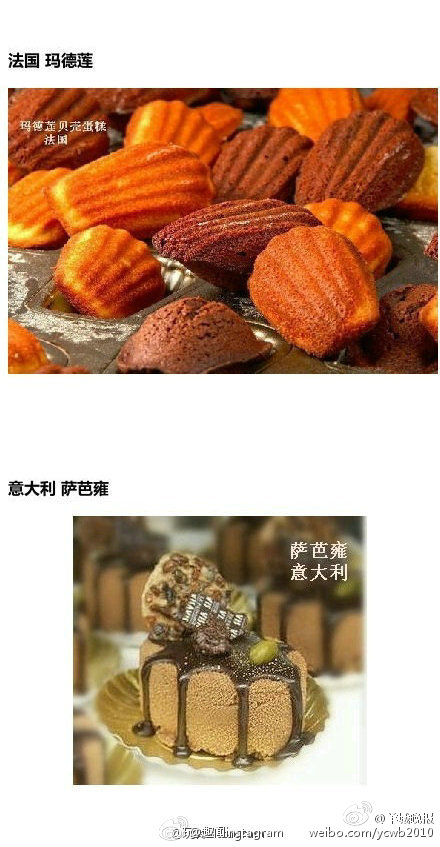 法国 玛德莲
玛德莲贝壳蛋糕
法国
意大利 萨芭雍
萨芭雍
意大利
weibo.com/ycwb2010